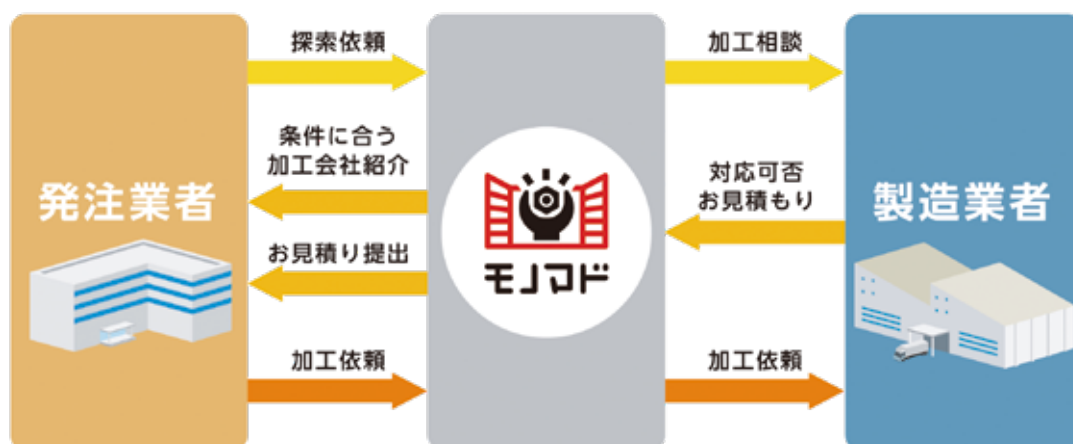 発注業者
探索依頼
条件に合う
加工会社紹介
お見積り提出
加工依頼
モノマド
加工相談
対応可否
お見積もり
加工依頼
製造業者